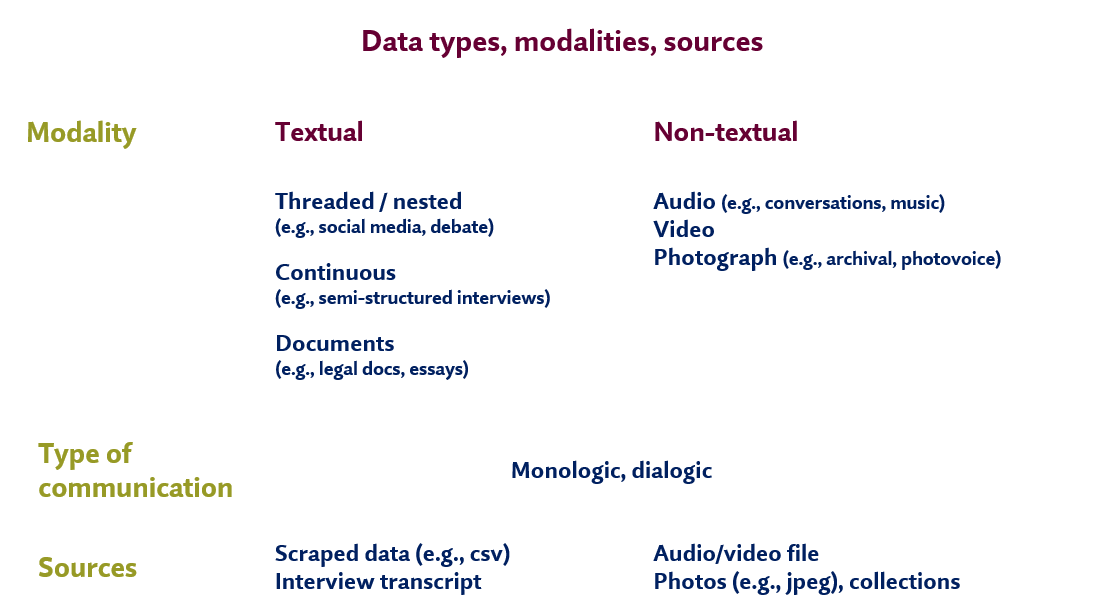 Data types, modalities, sources
Modality
Textual
Non-textual
Threaded / nested
(e.g., social media, debate)
Continuous
(e.g., semi-structured interviews)
Documents
(e.g., legal docs, essays)
Audio (e.g., conversations, music)
Video
Photograph (e.g., archival, photovoice)
Type of
communication
Monologic, dialogic
Sources
Scraped data (e.g., csv)
Interview transcript
Audio/video file
Photos (e.g., jpeg), collections